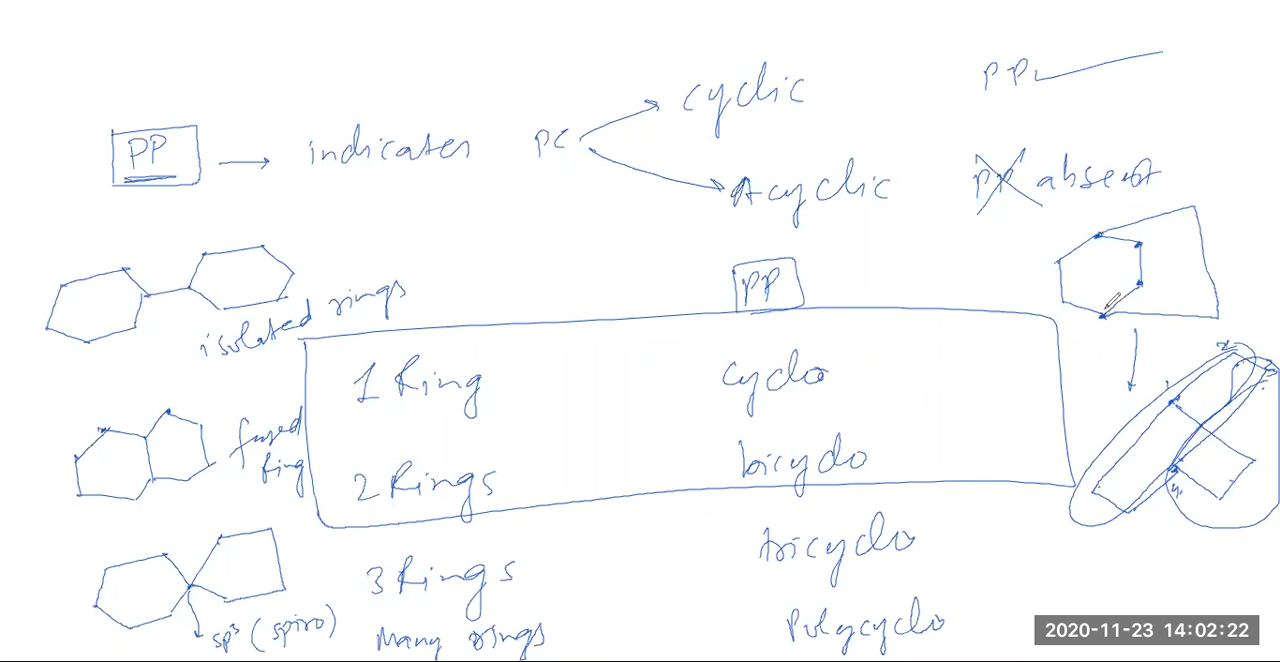 cyclic
PP
PP → indicates PC
Acyclic
PP absent
isolated rings
PP
1 Ring cyclo
fused ring
2 Rings bicyclo
3 Rings tricyclo
sp³ (spiro)
Many rings Polycyclo
2020-11-23 14:02:22